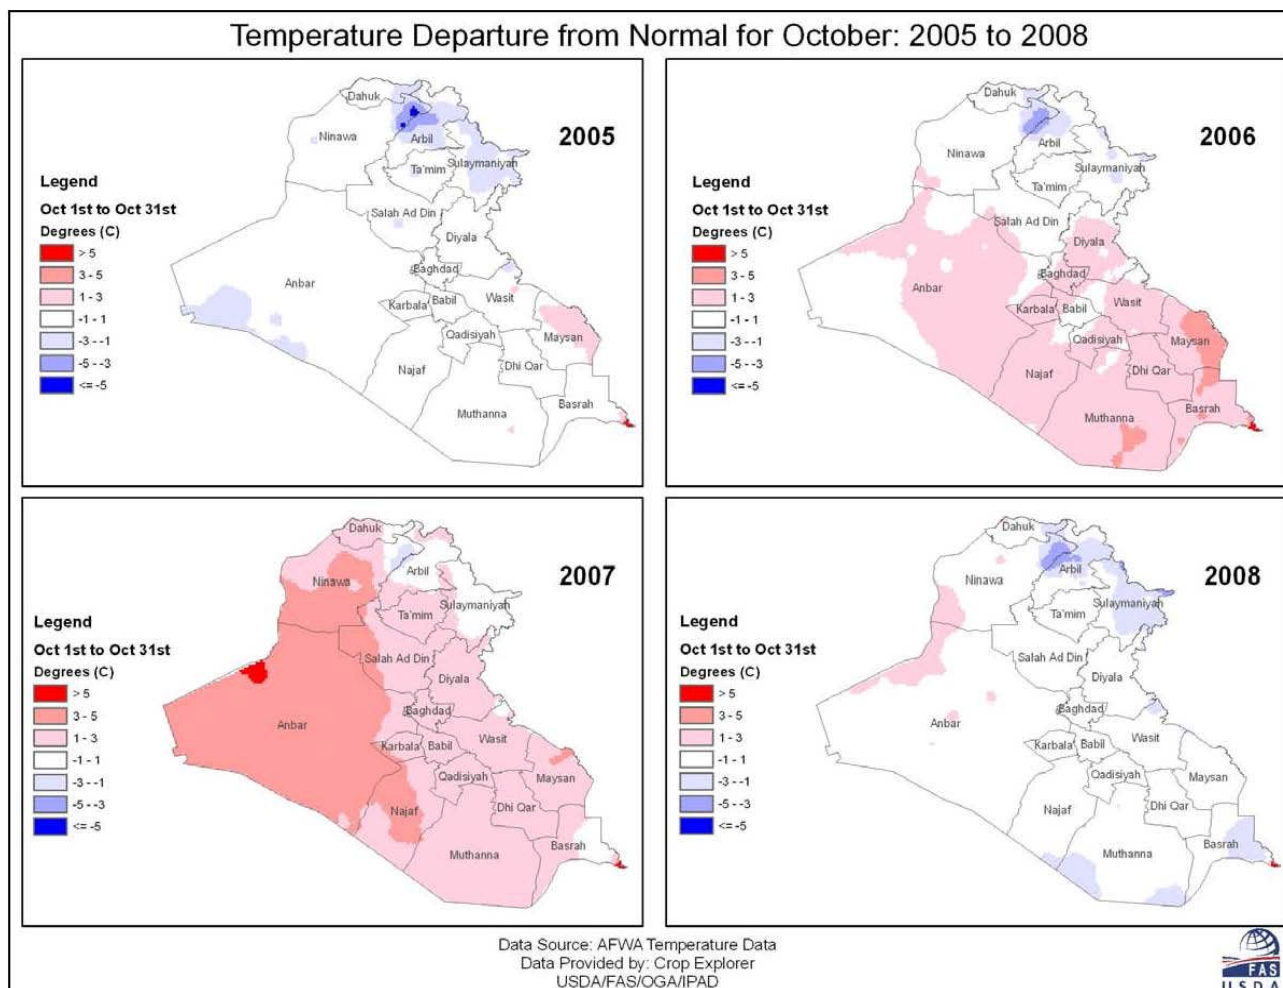 Temperature Departure from Normal for October: 2005 to 2008
2005
Legend
Oct 1st to Oct 31st
Degrees (C)
> 5
3 - 5
1 - 3
-1 - 1
-3 - -1
-5 - -3
<= -5
Dahuk
Ninawa
Arbil
Ta'mim
Sulaymaniyah
Salah Ad Din
Diyala
Anbar
Baghdad
Karbala
Babil
Wasit
Qadisiyah
Maysan
Najaf
Dhi Qar
Muthanna
Basrah
2006
Legend
Oct 1st to Oct 31st
Degrees (C)
> 5
3 - 5
1 - 3
-1 - 1
-3 - -1
-5 - -3
<= -5
Dahuk
Ninawa
Arbil
Ta'mim
Sulaymaniyah
Salah Ad Din
Diyala
Anbar
Baghdad
Karbala
Babil
Wasit
Qadisiyah
Maysan
Najaf
Dhi Qar
Muthanna
Basrah
2007
Legend
Oct 1st to Oct 31st
Degrees (C)
> 5
3 - 5
1 - 3
-1 - 1
-3 - -1
-5 - -3
<= -5
Dahuk
Ninawa
Arbil
Ta'mim
Sulaymaniyah
Salah Ad Din
Diyala
Anbar
Baghdad
Karbala
Babil
Wasit
Qadisiyah
Maysan
Najaf
Dhi Qar
Muthanna
Basrah
2008
Legend
Oct 1st to Oct 31st
Degrees (C)
> 5
3 - 5
1 - 3
-1 - 1
-3 - -1
-5 - -3
<= -5
Dahuk
Ninawa
Arbil
Ta'mim
Sulaymaniyah
Salah Ad Din
Diyala
Anbar
Baghdad
Karbala
Babil
Wasit
Qadisiyah
Maysan
Najaf
Dhi Qar
Muthanna
Basrah
Data Source: AFWA Temperature Data
Data Provided by: Crop Explorer
USDA/FAS/OGA/IPAD
FAS
USDA